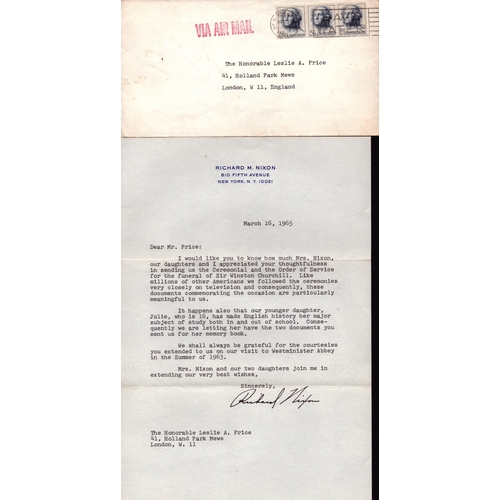 VIA AIR MAIL
The Honorable Leslie A. Price
41, Holland Park Mews
London, W 11, England
RICHARD M. NIXON
810 FIFTH AVENUE
NEW YORK, N.Y. 10021
March 16, 1965
Dear Mr. Price:
I would like you to know how much Mrs. Nixon,
our daughters and I appreciated your thoughtfulness
in sending us the Ceremonial and the Order of Service
for the funeral of Sir Winston Churchill. Like
millions of other Americans we followed the ceremonies
very closely on television and consequently, these
documents commemorating the occasion are particularly
meaningful to us.
It happens also that our younger daughter,
Julie, who is 16, has made English history her major
subject of study both in and out of school. Conse-
quently we are letting her have the two documents you
sent us for her memory book.
We shall always be grateful for the courtesies
you extended to us on our visit to Westminister Abbey
in the Summer of 1963.
Mrs. Nixon and our two daughters join me in
extending our very best wishes,
Sincerely,
Richard Nixon
The Honorable Leslie A. Price
41, Holland Park Mews
London, W. 11